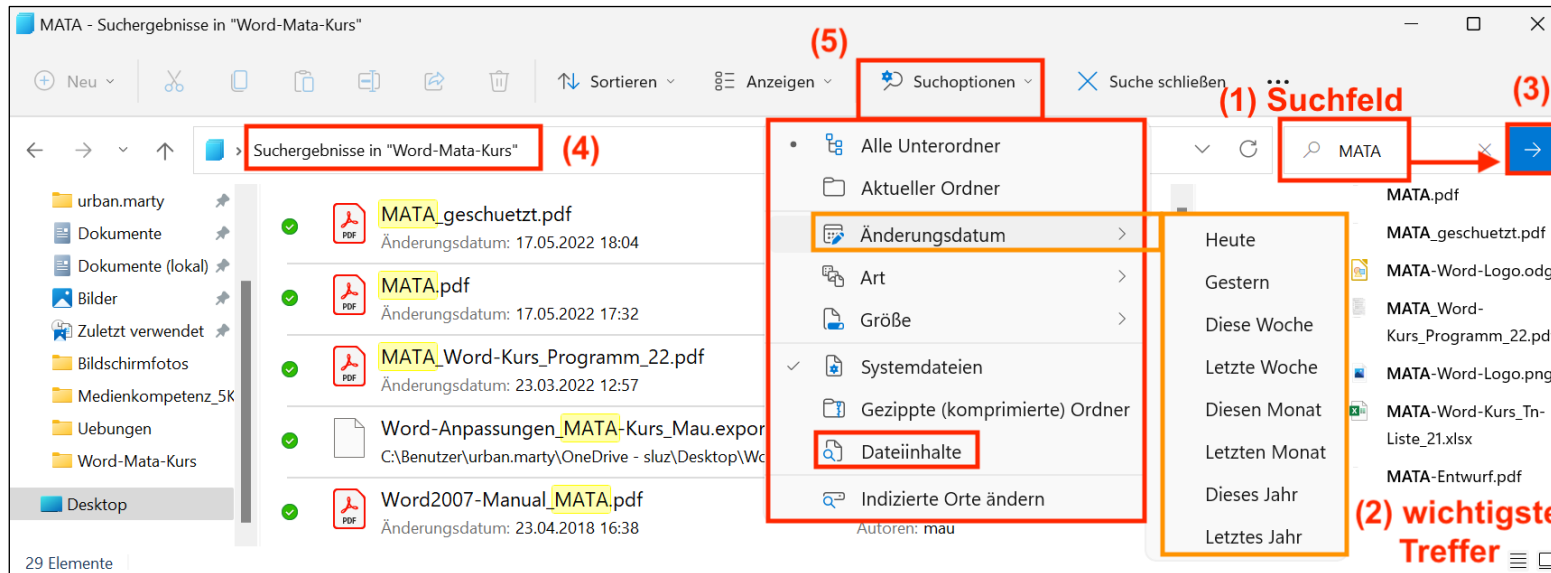 MATA - Suchergebnisse in "Word-Mata-Kurs"
(5)
Neu
Sortieren
Anzeigen
Suchoptionen
Suche schließen
(1) Suchfeld
(3)
Suchergebnisse in "Word-Mata-Kurs"
(4)
MATA
urban.marty
Dokumente
Dokumente (lokal)
Bilder
Zuletzt verwendet
Bildschirmfotos
Medienkompetenz_5K
Uebungen
Word-Mata-Kurs
Desktop
MATA_geschuetzt.pdf
Änderungsdatum: 17.05.2022 18:04
MATA.pdf
Änderungsdatum: 17.05.2022 17:32
MATA_Word-Kurs_Programm_22.pdf
Änderungsdatum: 23.03.2022 12:57
Word-Anpassungen_MATA-Kurs_Mau.expor
C:\Benutzer\urban.marty\OneDrive - sluz\Desktop\Wo
Word2007-Manual_MATA.pdf
Änderungsdatum: 23.04.2018 16:38
Autoren: mau
Alle Unterordner
Aktueller Ordner
Änderungsdatum
Art
Größe
Systemdateien
Gezippte (komprimierte) Ordner
Dateiinhalte
Indizierte Orte ändern
Heute
Gestern
Diese Woche
Letzte Woche
Diesen Monat
Letzten Monat
Dieses Jahr
Letztes Jahr
MATA.pdf
MATA_geschuetzt.pdf
MATA-Word-Logo.odg
MATA_Word-
Kurs_Programm_22.pd
MATA-Word-Logo.png
MATA-Word-Kurs_Tn-
Liste_21.xlsx
MATA-Entwurf.pdf
(2) wichtigste
Treffer
29 Elemente